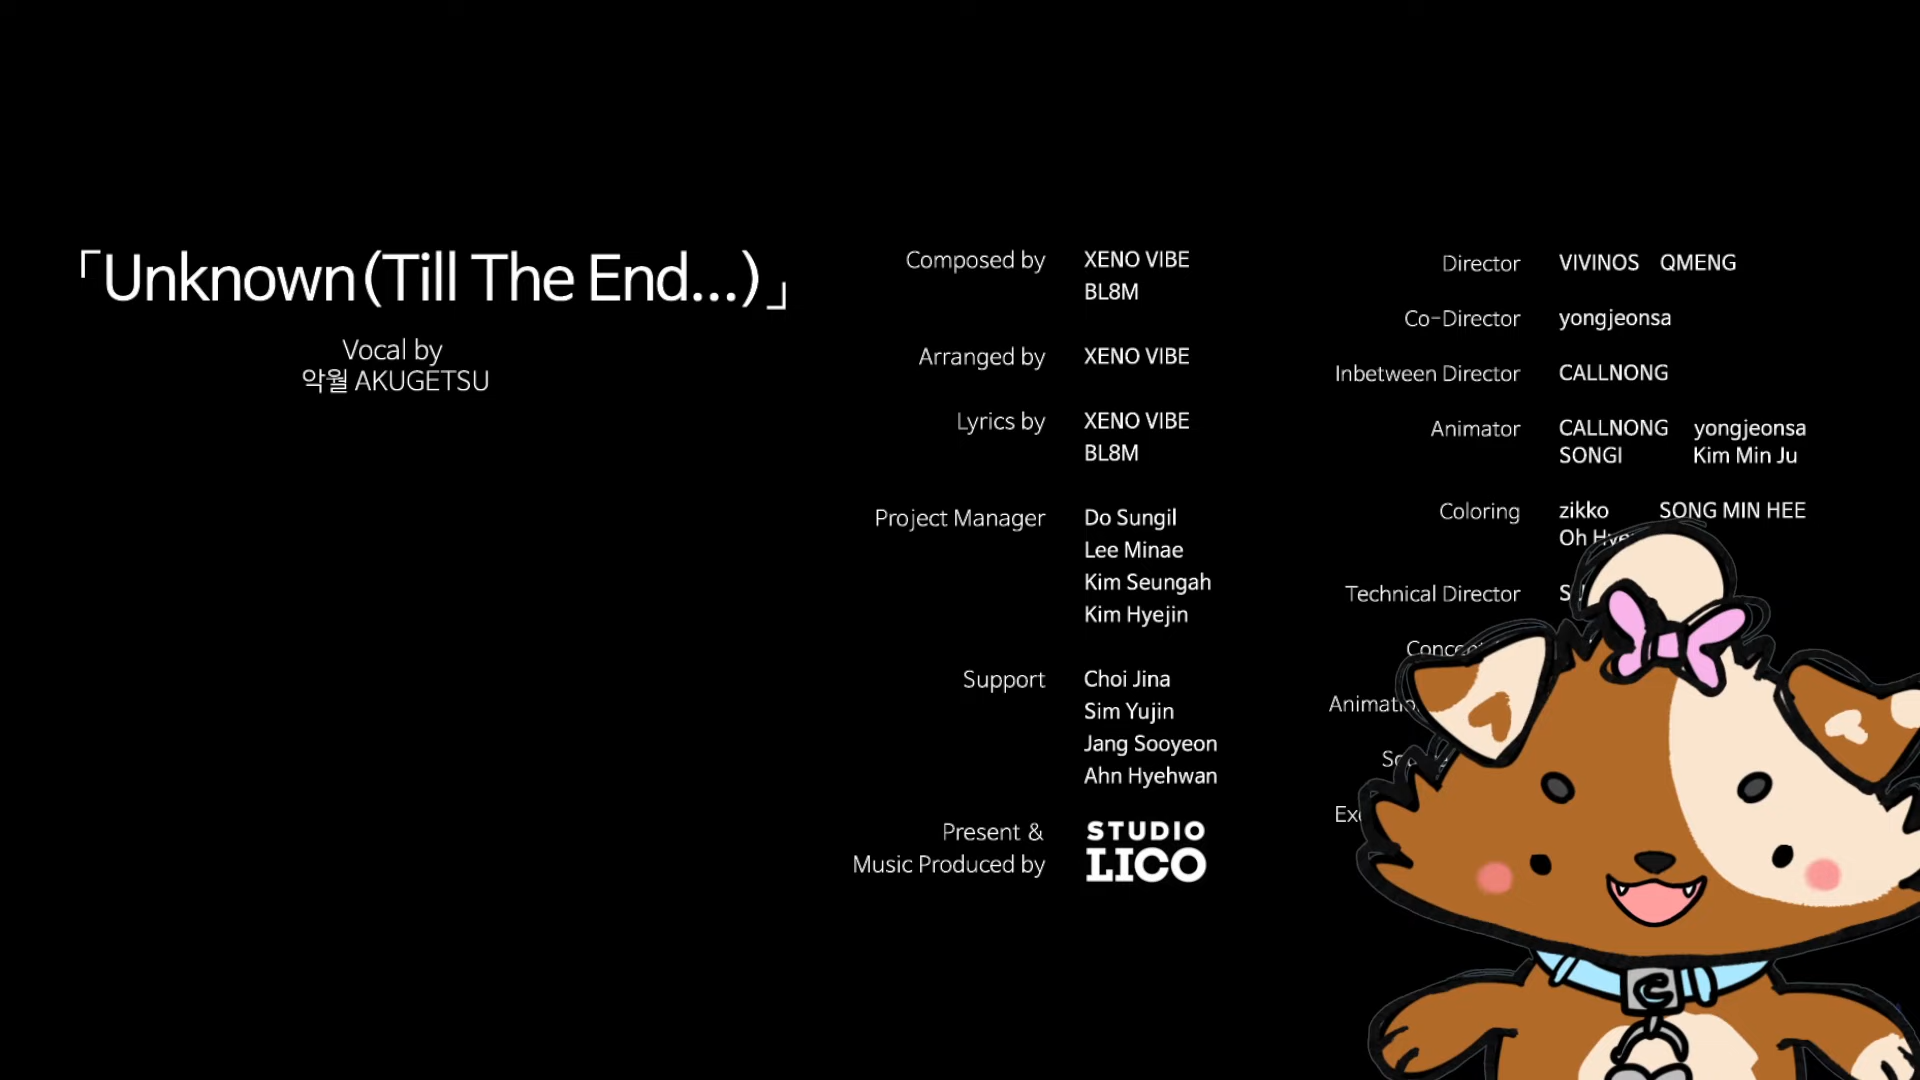 「Unknown(Till The End...)」
Vocal by
악월 AKUGETSU
Composed by XENO VIBE
BL8M
Arranged by XENO VIBE
Lyrics by XENO VIBE
BL8M
Project Manager Do Sungil
Lee Minae
Kim Seungah
Kim Hyejin
Support Choi Jina
Sim Yujin
Jang Sooyeon
Ahn Hyehwan
Present &
Music Produced by
STUDIO
LICO
Director VIVINOS QMENG
Co-Director yongjeonsa
Inbetween Director CALLNONG
Animator CALLNONG yongjeonsa
SONGI Kim Min Ju
Coloring zikko SONG MIN HEE
Oh
Technical Director
C